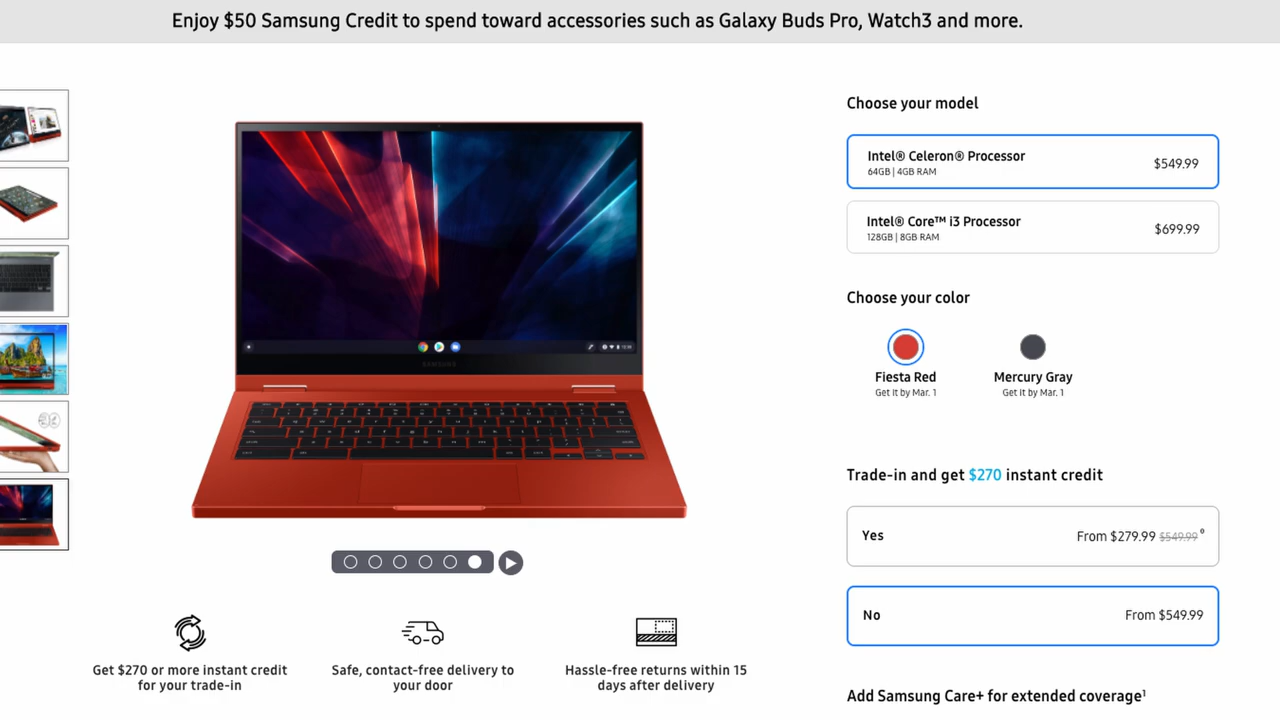 Enjoy $50 Samsung Credit to spend toward accessories such as Galaxy Buds Pro, Watch3 and more.
Choose your model
Intel® Celeron® Processor
64GB | 4GB RAM
$549.99
Intel® Core™ i3 Processor
128GB | 8GB RAM
$699.99
Choose your color
Fiesta Red
Get it by Mar. 1
Mercury Gray
Get it by Mar. 1
SAMSUNG
Trade-in and get $270 instant credit
Yes
From $279.99 $549.99⁰
No
From $549.99
Get $270 or more instant credit
for your trade-in
Safe, contact-free delivery to
your door
Hassle-free returns within 15
days after delivery
Add Samsung Care+ for extended coverage¹